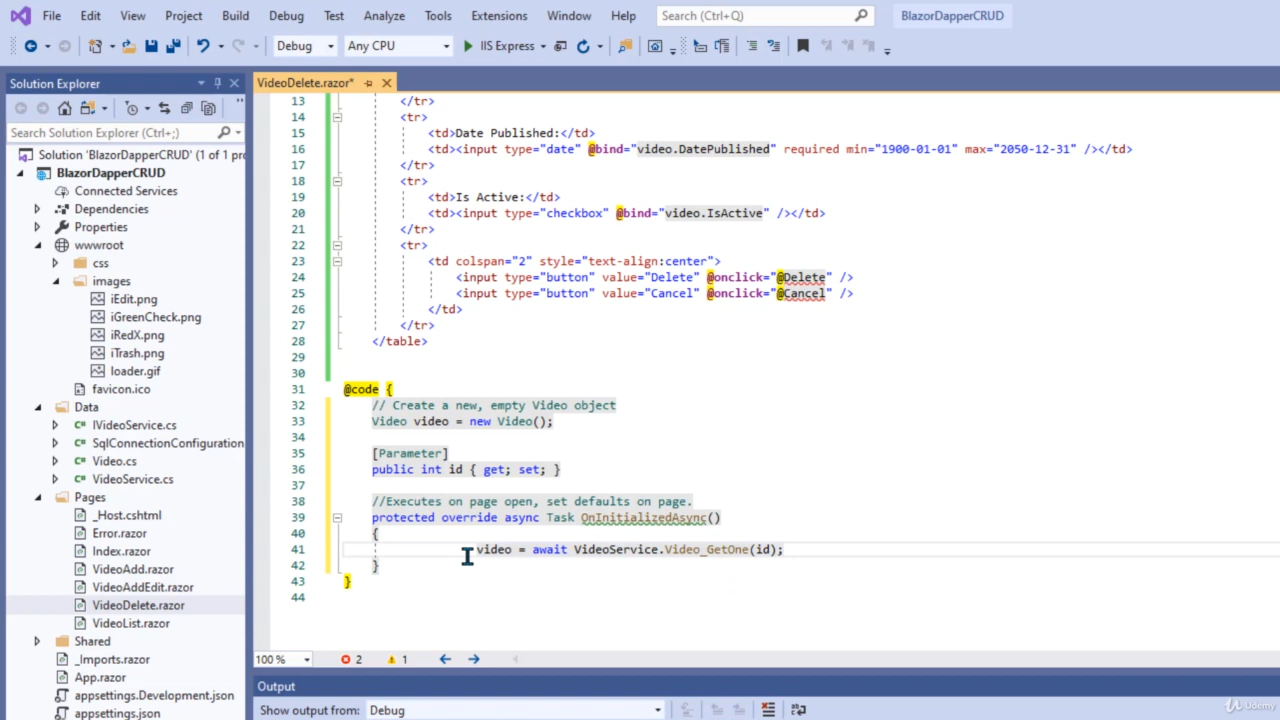 File Edit View Project Build Debug Test Analyze Tools Extensions Window Help Search (Ctrl+Q) BlazorDapperCRUD
Debug Any CPU IIS Express
Solution Explorer
Search Solution Explorer (Ctrl+;)
Solution 'BlazorDapperCRUD' (1 of 1 pro
BlazorDapperCRUD
Connected Services
Dependencies
Properties
wwwroot
css
images
iEdit.png
iGreenCheck.png
iRedX.png
iTrash.png
loader.gif
favicon.ico
Data
IVideoService.cs
SqlConnectionConfiguration
Video.cs
VideoService.cs
Pages
_Host.cshtml
Error.razor
Index.razor
VideoAdd.razor
VideoAddEdit.razor
VideoDelete.razor
VideoList.razor
Shared
_Imports.razor
App.razor
appsettings.Development.json
appsettings.json
VideoDelete.razor*
13 </tr>
14 <tr>
15 <td>Date Published:</td>
16 <td><input type="date" @bind="video.DatePublished" required min="1900-01-01" max="2050-12-31" /></td>
17 </tr>
18 <tr>
19 <td>Is Active:</td>
20 <td><input type="checkbox" @bind="video.IsActive" /></td>
21 </tr>
22 <tr>
23 <td colspan="2" style="text-align:center">
24 <input type="button" value="Delete" @onclick="@Delete" />
25 <input type="button" value="Cancel" @onclick="@Cancel" />
26 </td>
27 </tr>
28 </table>
29
30
31 @code {
32 // Create a new, empty Video object
33 Video video = new Video();
34
35 [Parameter]
36 public int id { get; set; }
37
38 //Executes on page open, set defaults on page.
39 protected override async Task OnInitializedAsync()
40 {
41 video = await VideoService.Video_GetOne(id);
42 }
43 }
44
100 % 2 1
Output
Show output from: Debug
Udemy